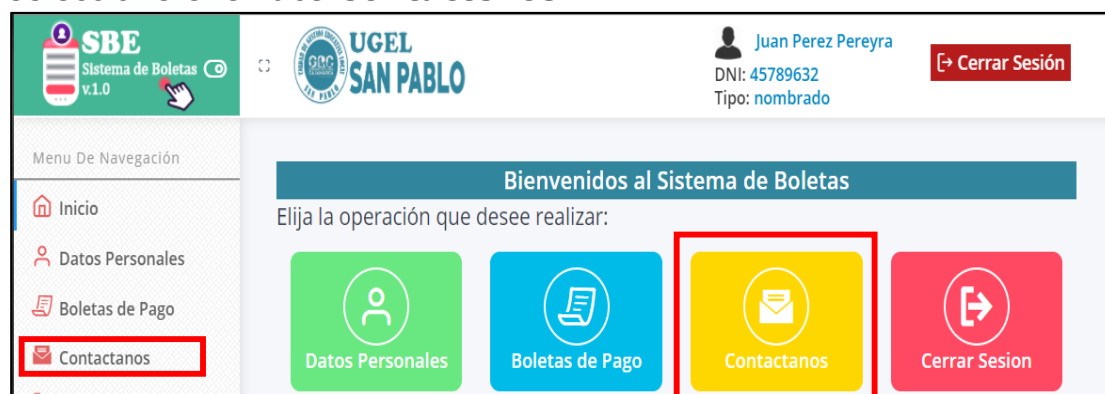 SBE
Sistema de Boletas
v.1.0
UGEL
SAN PABLO
Juan Perez Pereyra
DNI: 45789632
Tipo: nombrado
Cerrar Sesión
Menu De Navegación
Inicio
Datos Personales
Boletas de Pago
Contactanos
Bienvenidos al Sistema de Boletas
Elija la operación que desee realizar:
Datos Personales
Boletas de Pago
Contactanos
Cerrar Sesion